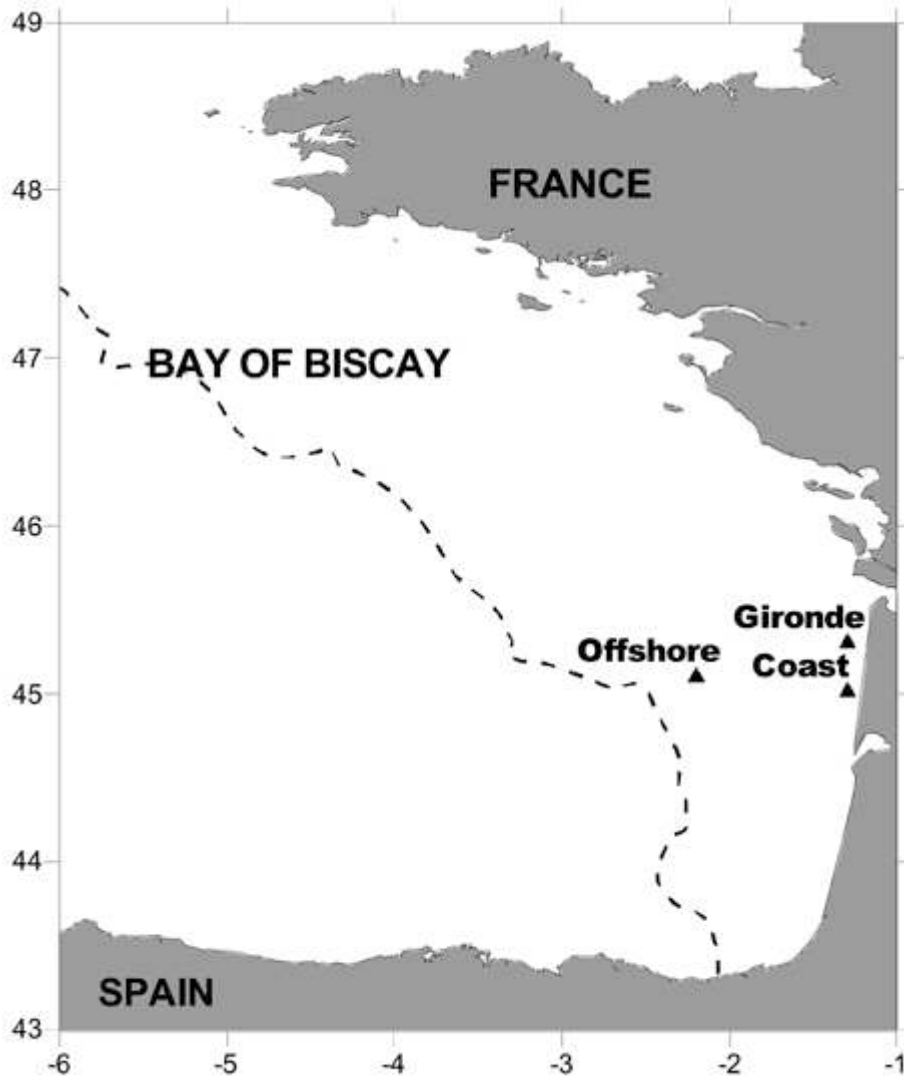 49
FRANCE
48
47
BAY OF BISCAY
46
Gironde
Offshore
Coast
45
44
SPAIN
43
-6 -5 -4 -3 -2 -1